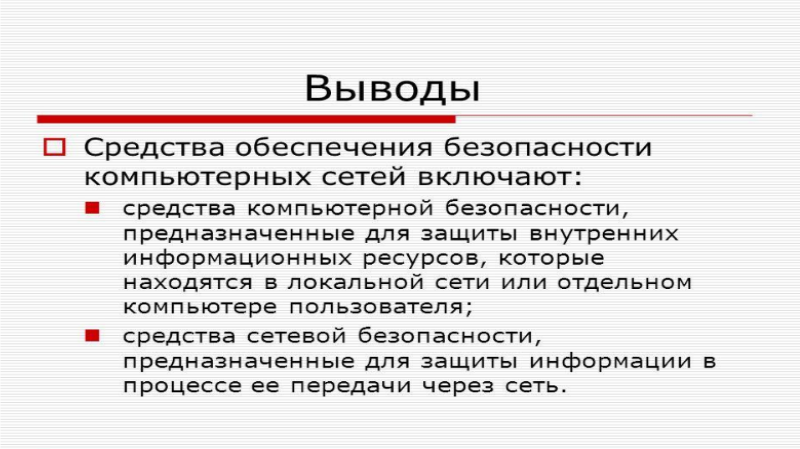 Выводы
Средства обеспечения безопасности
компьютерных сетей включают:
средства компьютерной безопасности,
предназначенные для защиты внутренних
информационных ресурсов, которые
находятся в локальной сети или отдельном
компьютере пользователя;
средства сетевой безопасности,
предназначенные для защиты информации в
процессе ее передачи через сеть.